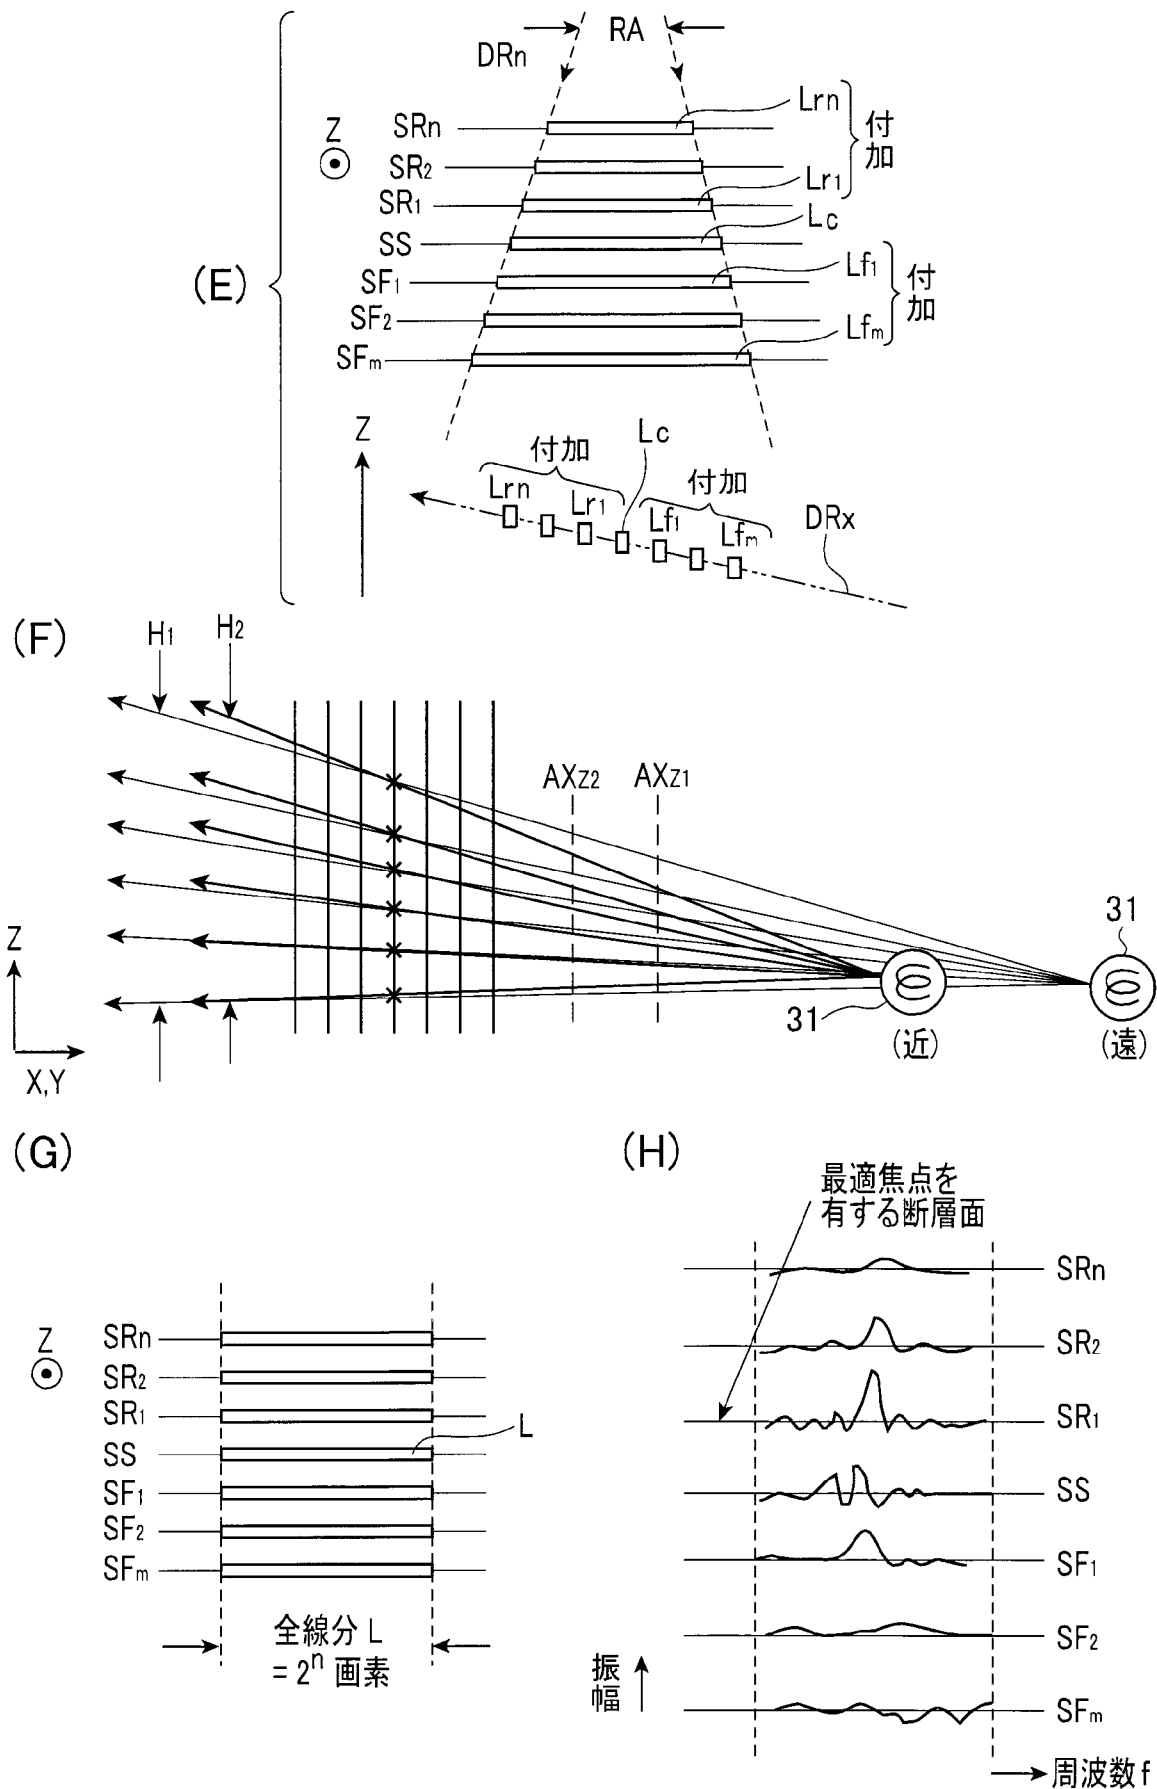 (E)
RA
DRn
Z
SRn
SR2
SR1
SS
SF1
SF2
SFm
Lrn
Lr1
付加
Lc
Lf1
Lfm
付加
Z
付加
Lrn
Lr1
Lc
付加
Lf1
Lfm
DRx
(F)
H1
H2
AXZ2
AXZ1
31
31
(近)
(遠)
Z
X,Y
(G)
Z
SRn
SR2
SR1
SS
SF1
SF2
SFm
L
全線分 L
= 2^n 画素
(H)
最適焦点を
有する断層面
SRn
SR2
SR1
SS
SF1
SF2
SFm
振幅
周波数 f